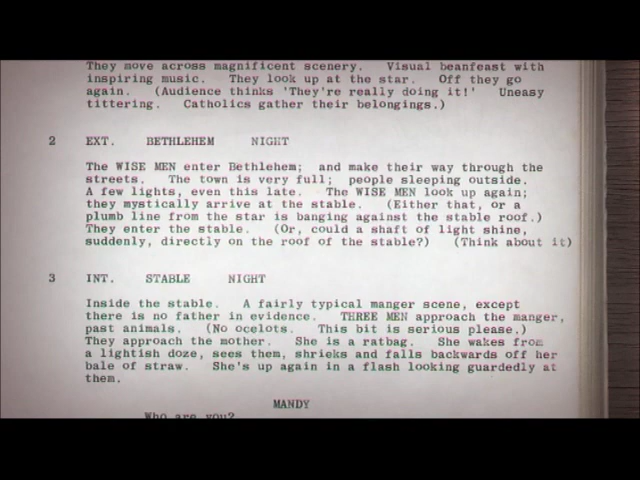 They move across magnificent scenery. Visual beanfeast with
inspiring music. They look up at the star. Off they go
again. (Audience thinks 'They're really doing it!' Uneasy
tittering. Catholics gather their belongings.)
2 EXT. BETHLEHEM NIGHT
The WISE MEN enter Bethlehem; and make their way through the
streets. The town is very full; people sleeping outside.
A few lights, even this late. The WISE MEN look up again;
they mystically arrive at the stable. (Either that, or a
plumb line from the star is banging against the stable roof.)
They enter the stable. (Or, could a shaft of light shine,
suddenly, directly on the roof of the stable?) (Think about it)
3 INT. STABLE NIGHT
Inside the stable. A fairly typical manger scene, except
there is no father in evidence. THREE MEN approach the manger,
past animals. (No ocelots. This bit is serious please.)
They approach the mother. She is a ratbag. She wakes from
a lightish doze, sees them, shrieks and falls backwards off her
bale of straw. She's up again in a flash looking guardedly at
them.
MANDY
Who are you?